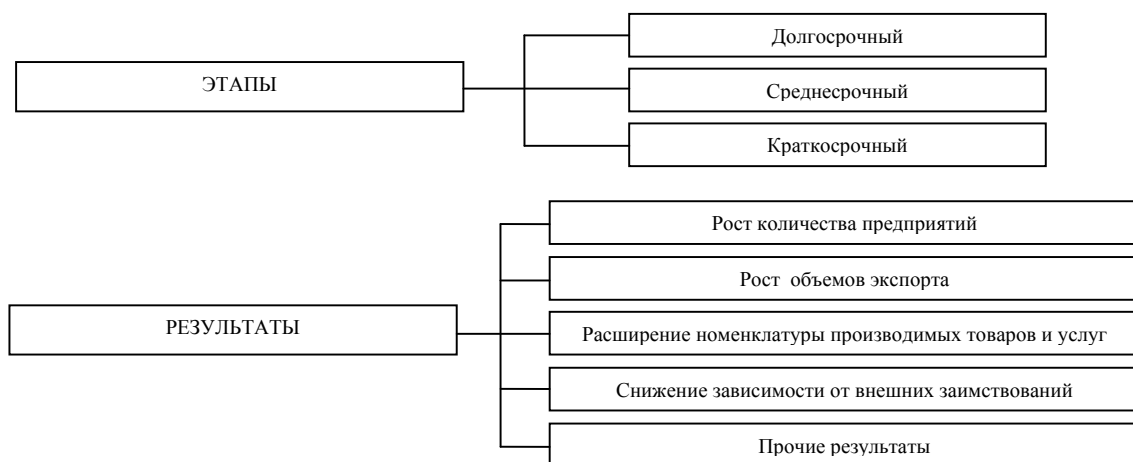 Долгосрочный
ЭТАПЫ
Среднесрочный
Краткосрочный
Рост количества предприятий
Рост объемов экспорта
РЕЗУЛЬТАТЫ
Расширение номенклатуры производимых товаров и услуг
Снижение зависимости от внешних заимствований
Прочие результаты